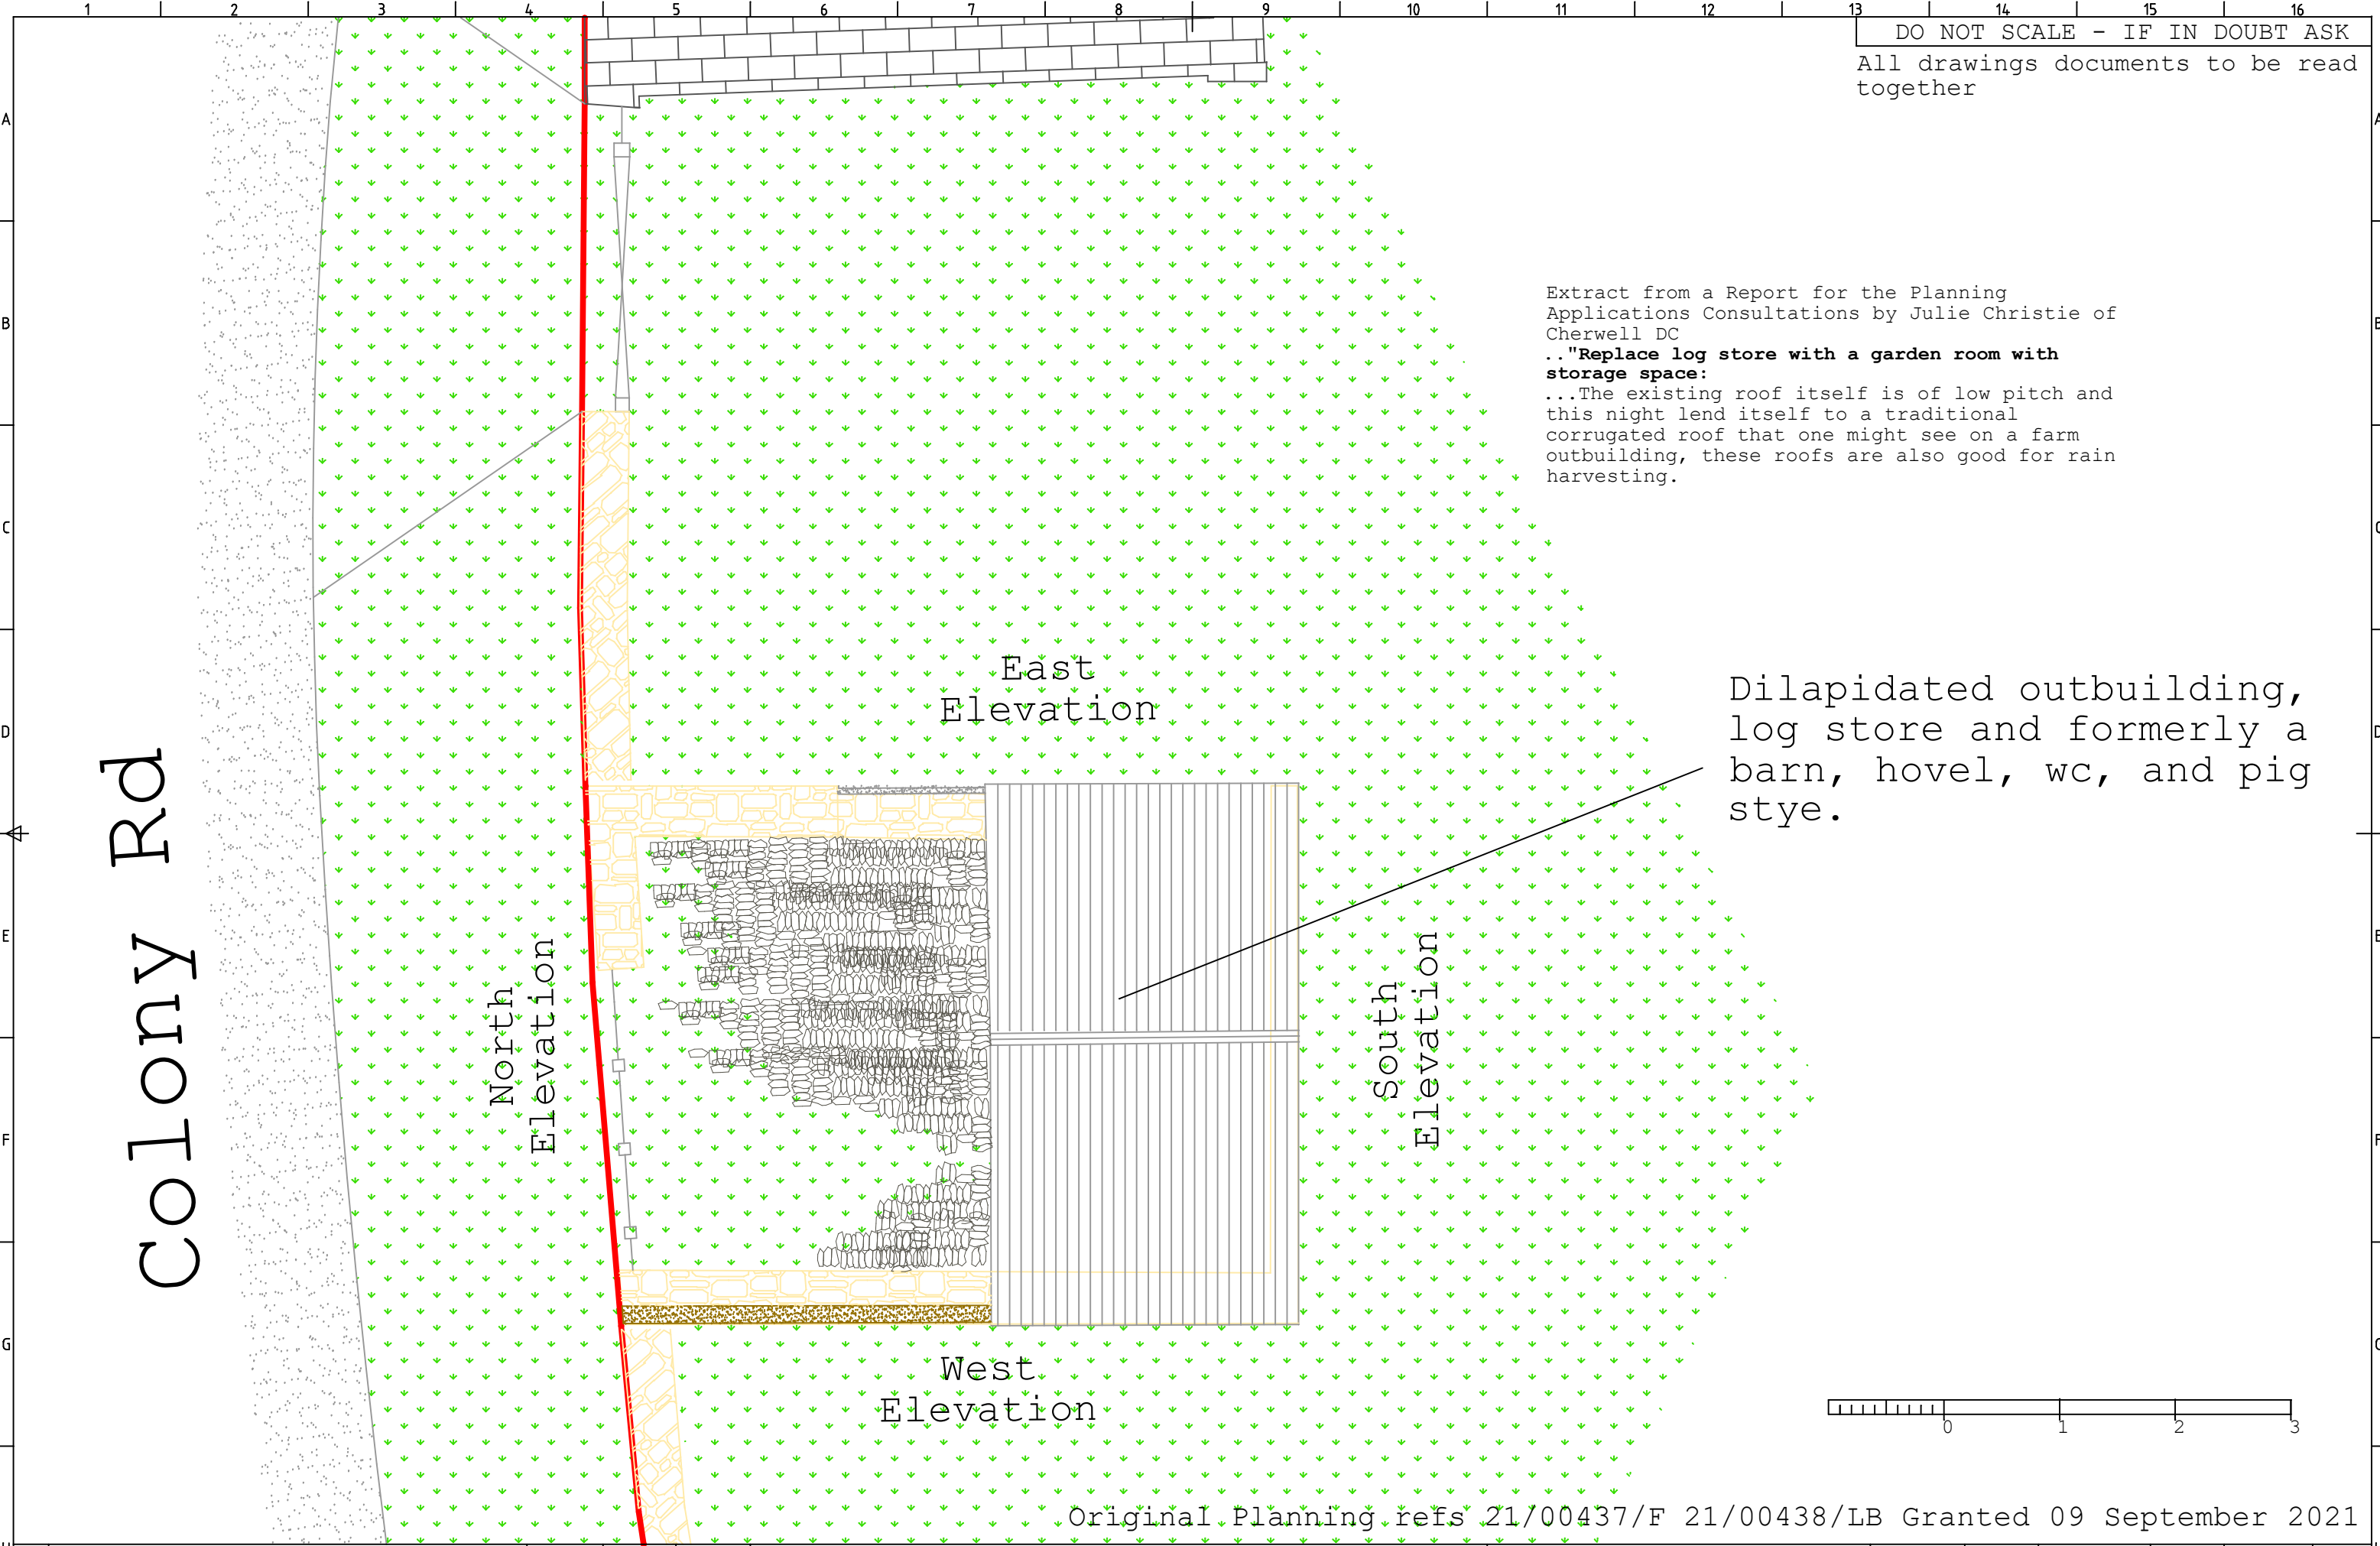 1 2 3 4 5 6 7 8 9 10 11 12 13 14 15 16
DO NOT SCALE - IF IN DOUBT ASK
All drawings documents to be read
together
A
B
C
D
E
F
G
Extract from a Report for the Planning
Applications Consultations by Julie Christie of
Cherwell DC
.."Replace log store with a garden room with
storage space:
...The existing roof itself is of low pitch and
this night lend itself to a traditional
corrugated roof that one might see on a farm
outbuilding, these roofs are also good for rain
harvesting.
East
Elevation
Dilapidated outbuilding,
log store and formerly a
barn, hovel, wc, and pig
stye.
Colony Rd
North
Elevation
South
Elevation
West
Elevation
0 1 2 3
Original Planning refs 21/00437/F 21/00438/LB Granted 09 September 2021